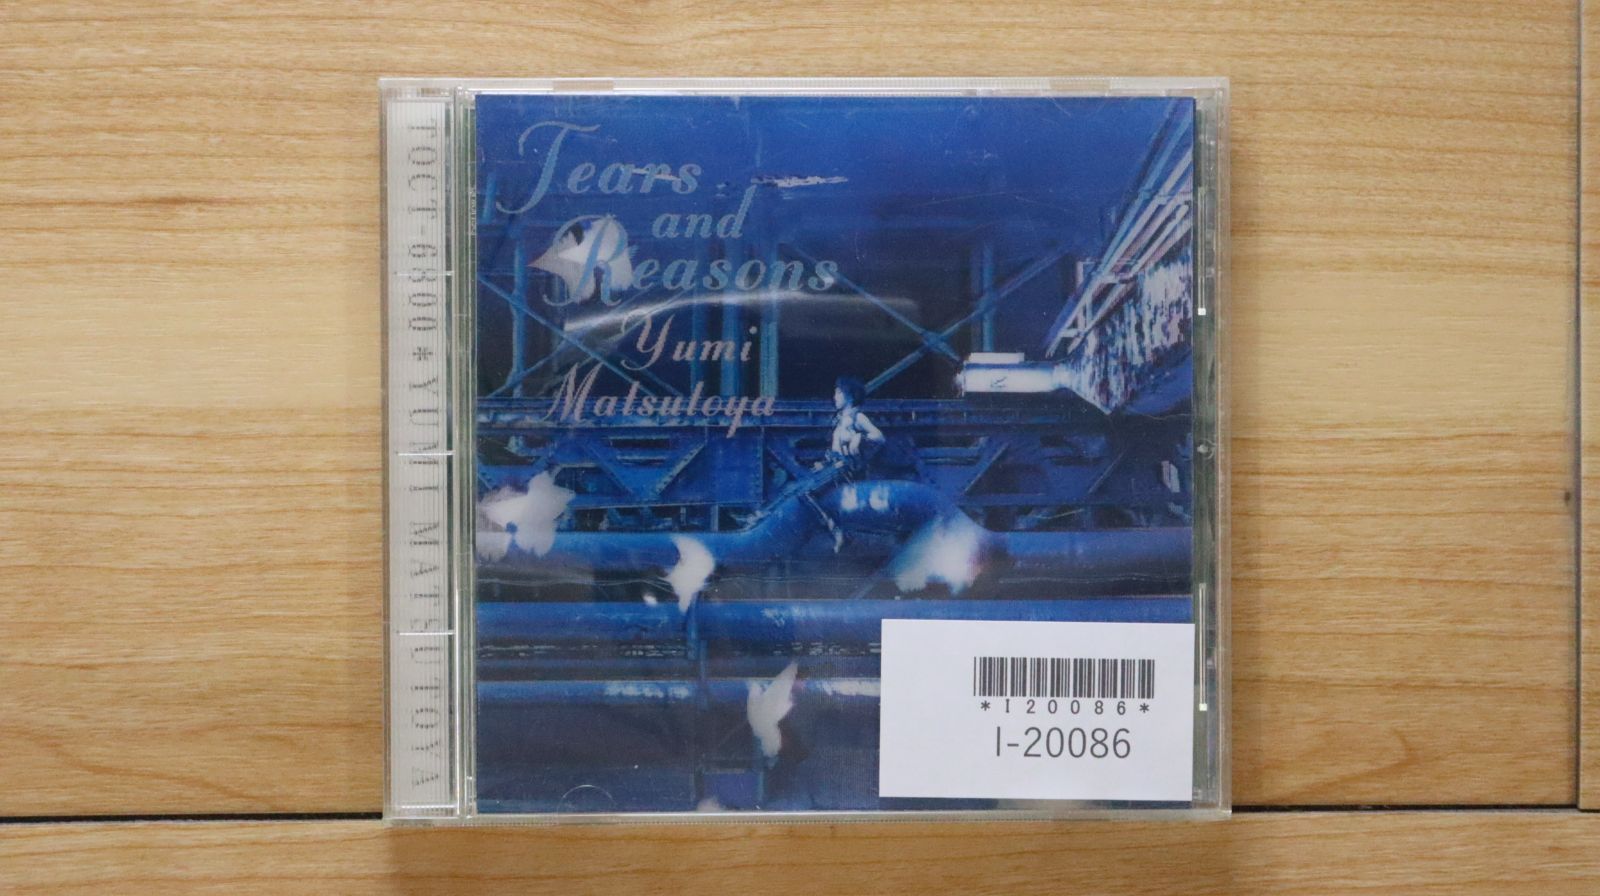 Tears
and
Reasons
Yumi
Matsutoya
TOCT-6800★YUMI MATSUTOYA
*I20086*
I-20086